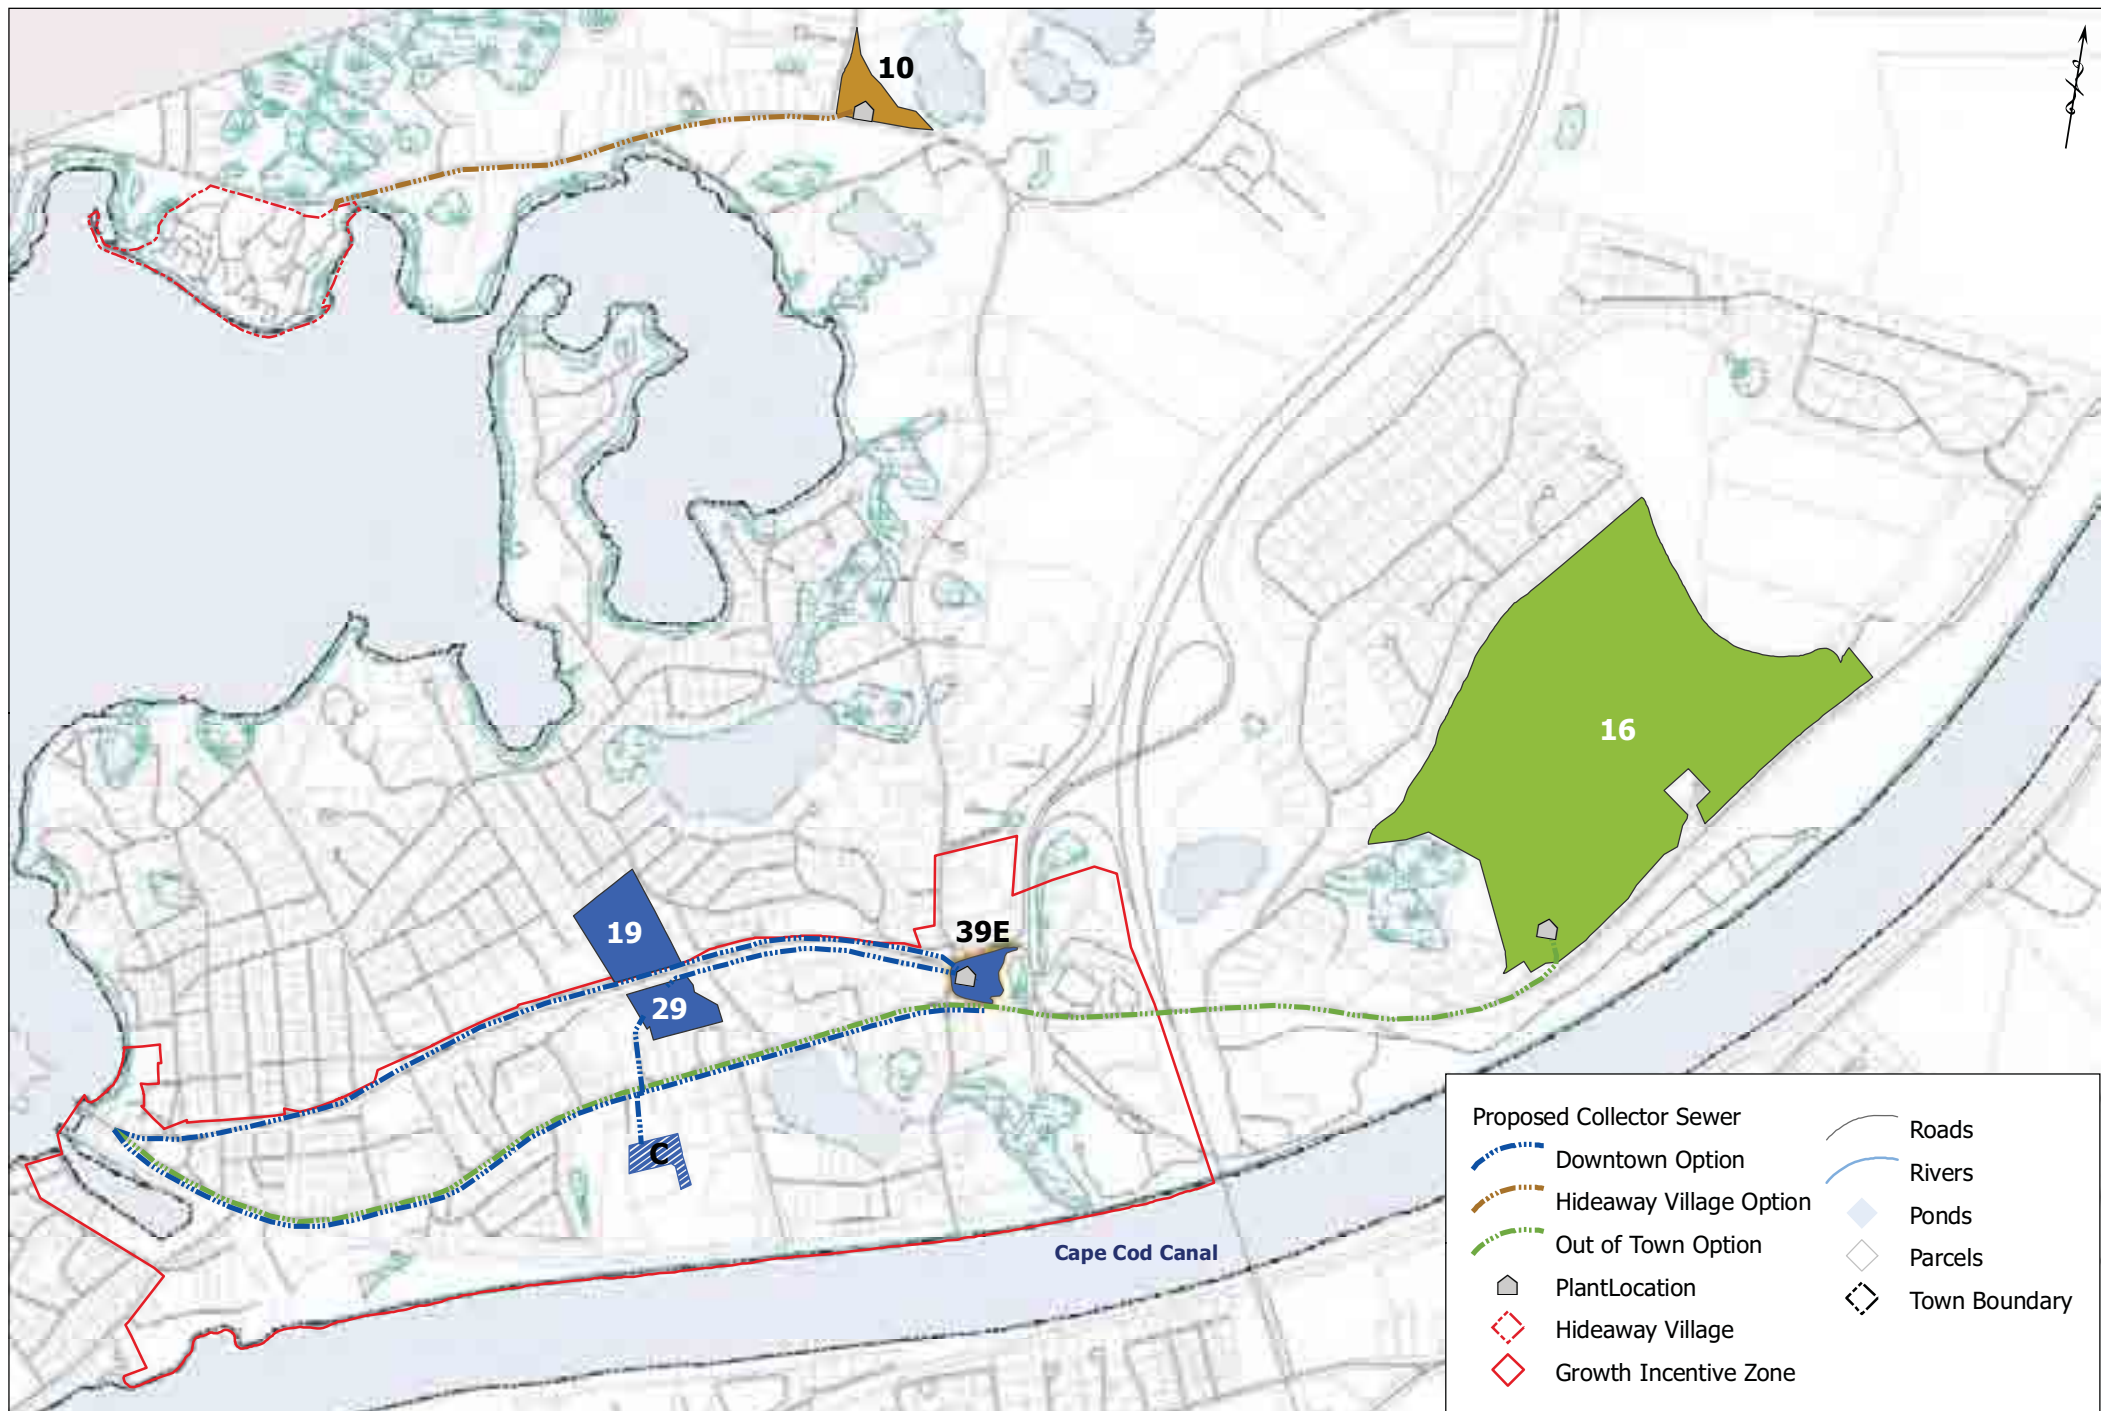 10
16
19
39E
29
C
Cape Cod Canal
Proposed Collector Sewer
Downtown Option
Hideaway Village Option
Out of Town Option
PlantLocation
Hideaway Village
Growth Incentive Zone
Roads
Rivers
Ponds
Parcels
Town Boundary